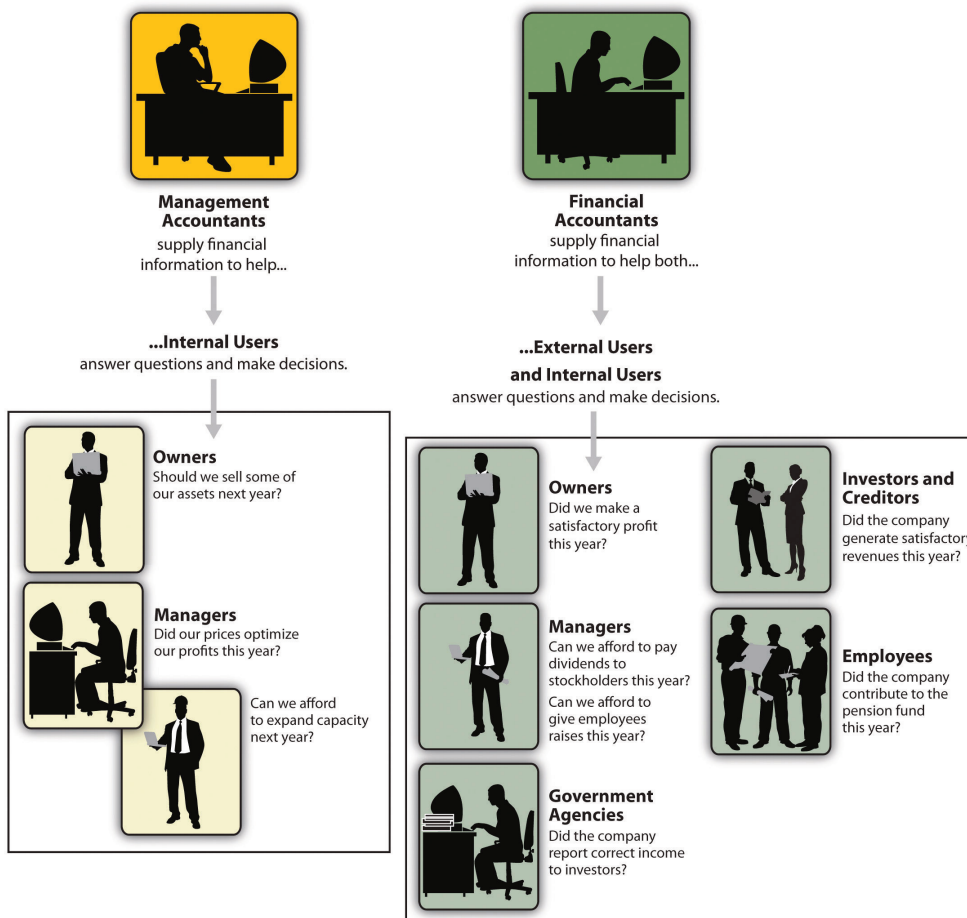 Management
Accountants
supply financial
information to help...
...Internal Users
answer questions and make decisions.
Owners
Should we sell some of
our assets next year?
Managers
Did our prices optimize
our profits this year?
Can we afford
to expand capacity
next year?
Financial
Accountants
supply financial
information to help both...
...External Users
and Internal Users
answer questions and make decisions.
Owners
Did we make a
satisfactory profit
this year?
Managers
Can we afford to pay
dividends to
stockholders this year?
Can we afford to
give employees
raises this year?
Government
Agencies
Did the company
report correct income
to investors?
Investors and
Creditors
Did the company
generate satisfactory
revenues this year?
Employees
Did the company
contribute to the
pension fund
this year?